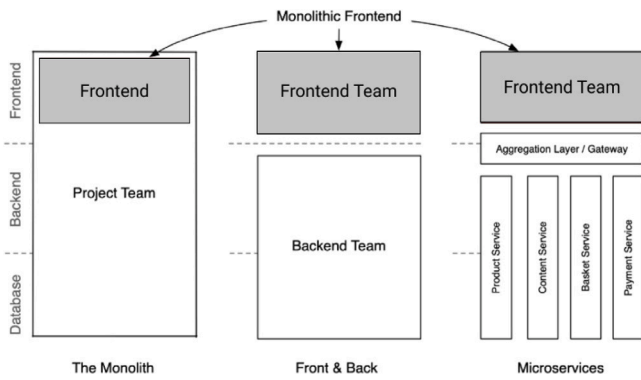 Monolithic Frontend
Frontend
Backend
Database
Frontend
Project Team
The Monolith
Frontend Team
Backend Team
Front & Back
Frontend Team
Aggregation Layer / Gateway
Product Service
Content Service
Basket Service
Payment Service
Microservices